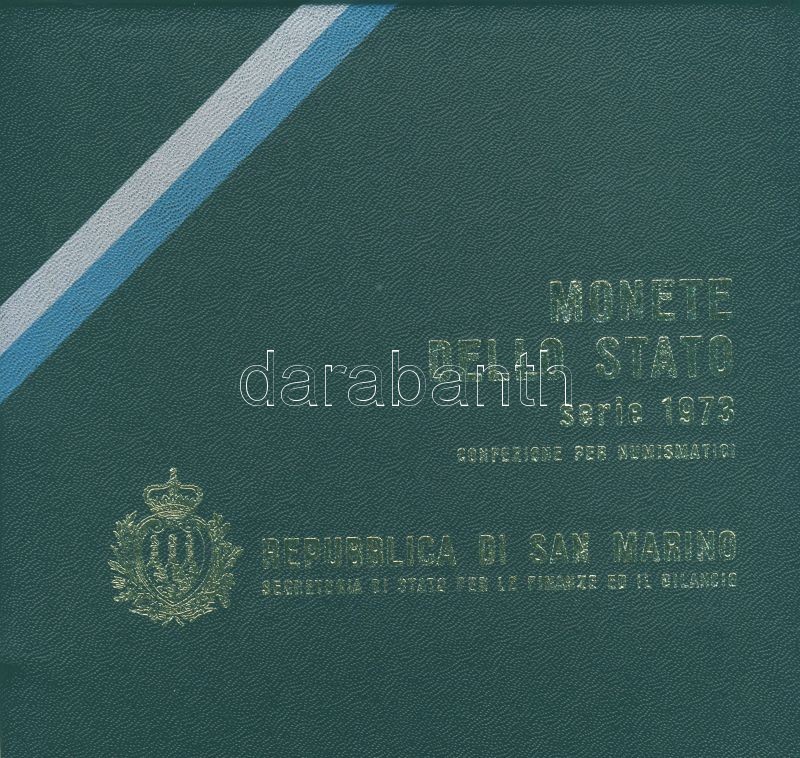 MONETE
DELLO STATO
darabanth
serie 1973
CONFEZIONE PER NUMISMATICI
REPUBBLICA DI SAN MARINO
SEGRETERIA DI STATO PER LE FINANZE ED IL BILANCIO